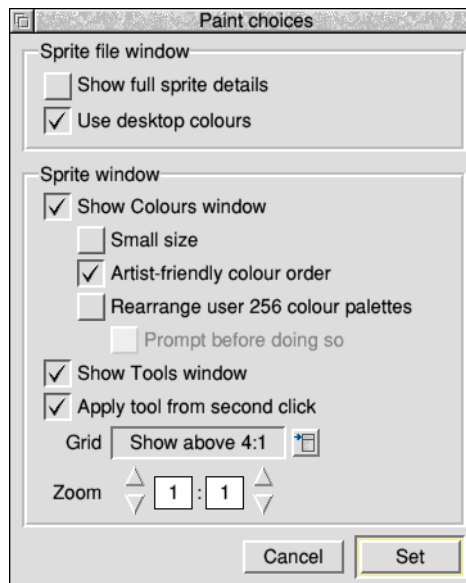 Paint choices
Sprite file window
Show full sprite details
Use desktop colours
Sprite window
Show Colours window
Small size
Artist-friendly colour order
Rearrange user 256 colour palettes
Prompt before doing so
Show Tools window
Apply tool from second click
Grid Show above 4:1
Zoom 1 : 1
Cancel Set